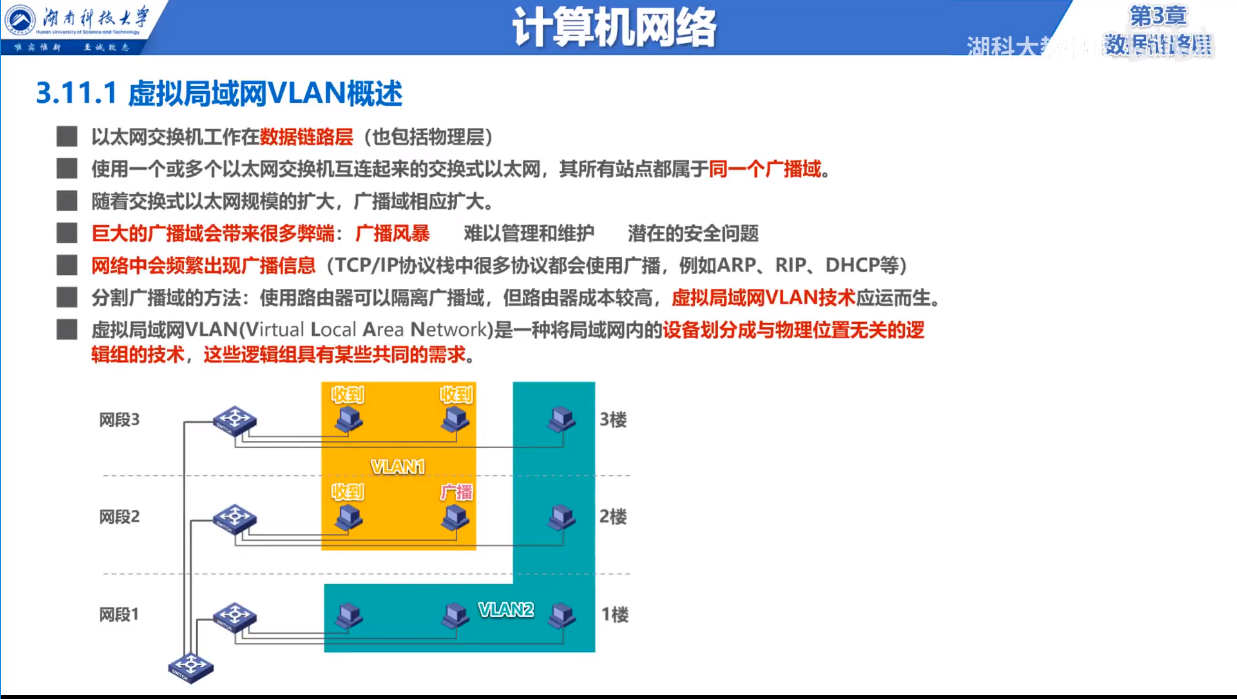 湖南科技大学
Hunan University of Science and Technology
唯实惟新 至诚致志
计算机网络
第3章
数据链路层
3.11.1 虚拟局域网VLAN概述
以太网交换机工作在数据链路层（也包括物理层）
使用一个或多个以太网交换机互连起来的交换式以太网，其所有站点都属于同一个广播域。
随着交换式以太网规模的扩大，广播域相应扩大。
巨大的广播域会带来很多弊端：广播风暴 难以管理和维护 潜在的安全问题
网络中会频繁出现广播信息（TCP/IP协议栈中很多协议都会使用广播，例如ARP、RIP、DHCP等）
分割广播域的方法：使用路由器可以隔离广播域，但路由器成本较高，虚拟局域网VLAN技术应运而生。
虚拟局域网VLAN(Virtual Local Area Network)是一种将局域网内的设备划分成与物理位置无关的逻
辑组的技术，这些逻辑组具有某些共同的需求。
收到 收到
网段3 3楼
VLAN1
收到 广播
网段2 2楼
VLAN2
网段1 1楼